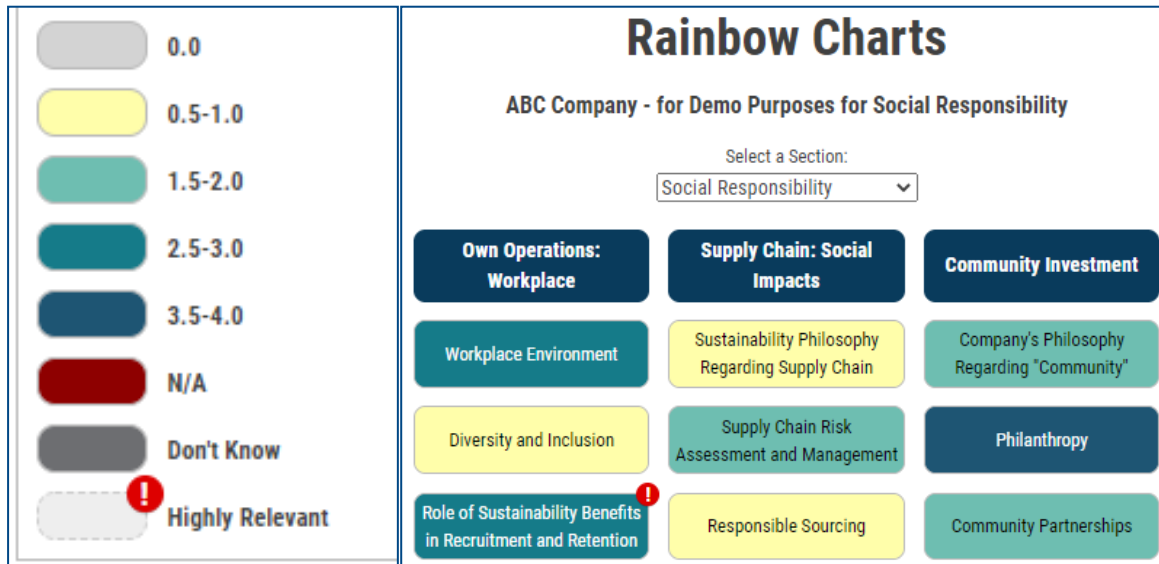 0.0
0.5-1.0
1.5-2.0
2.5-3.0
3.5-4.0
N/A
Don't Know
!
Highly Relevant
Rainbow Charts
ABC Company - for Demo Purposes for Social Responsibility
Select a Section:
Social Responsibility
Own Operations:
Workplace
Supply Chain: Social
Impacts
Community Investment
Workplace Environment
Sustainability Philosophy
Regarding Supply Chain
Company's Philosophy
Regarding "Community"
Diversity and Inclusion
Supply Chain Risk
Assessment and Management
Philanthropy
!
Role of Sustainability Benefits
in Recruitment and Retention
Responsible Sourcing
Community Partnerships